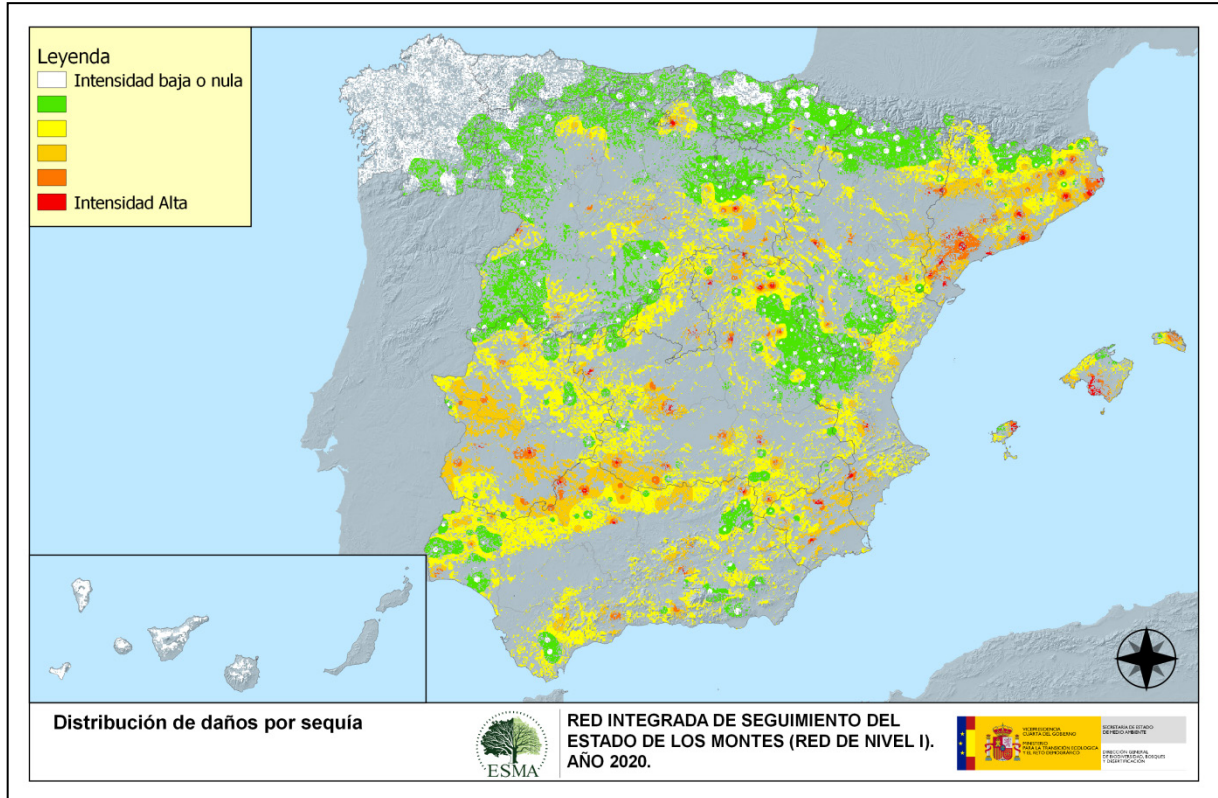 Leyenda
Intensidad baja o nula
Intensidad Alta
Distribución de daños por sequía
ESMA
RED INTEGRADA DE SEGUIMIENTO DEL
ESTADO DE LOS MONTES (RED DE NIVEL I).
AÑO 2020.
VICEPRESIDENCIA
CUARTA DEL GOBIERNO
MINISTERIO
PARA LA TRANSICIÓN ECOLÓGICA
Y EL RETO DEMOGRÁFICO
SECRETARÍA DE ESTADO
DE MEDIO AMBIENTE
DIRECCIÓN GENERAL
DE BIODIVERSIDAD, BOSQUES
Y DESERTIFICACIÓN